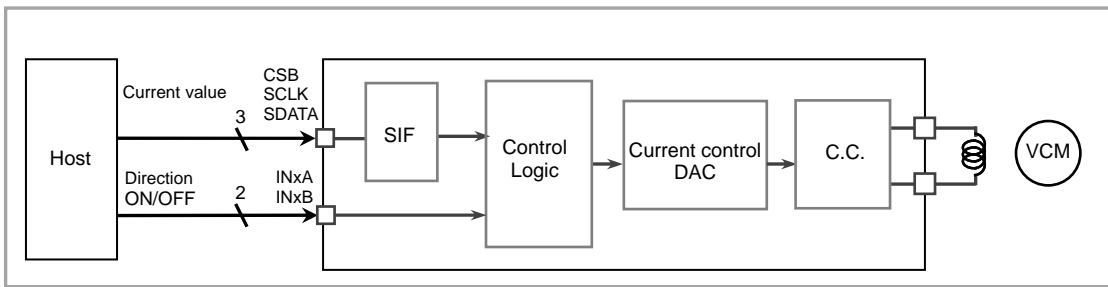 Host
Current value
3
CSB
SCLK
SDATA
Direction
ON/OFF
2
INxA
INxB
SIF
Control
Logic
Current control
DAC
C.C.
VCM